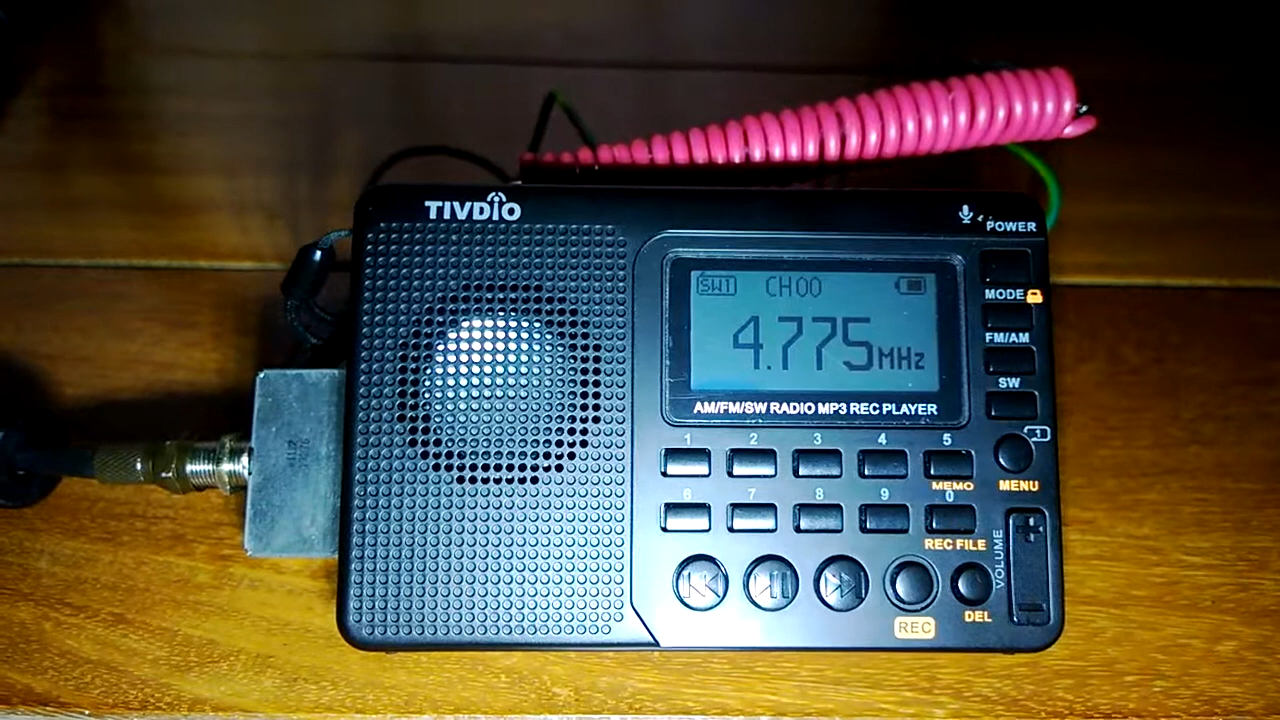 TIVDIO
POWER
SW1 CH00
4.775MHz
AM/FM/SW RADIO MP3 REC PLAYER
MODE
FM/AM
SW
1 2 3 4 5
MEMO
1
MENU
6 7 8 9 0
REC FILE
VOLUME
+
-
REC
DEL